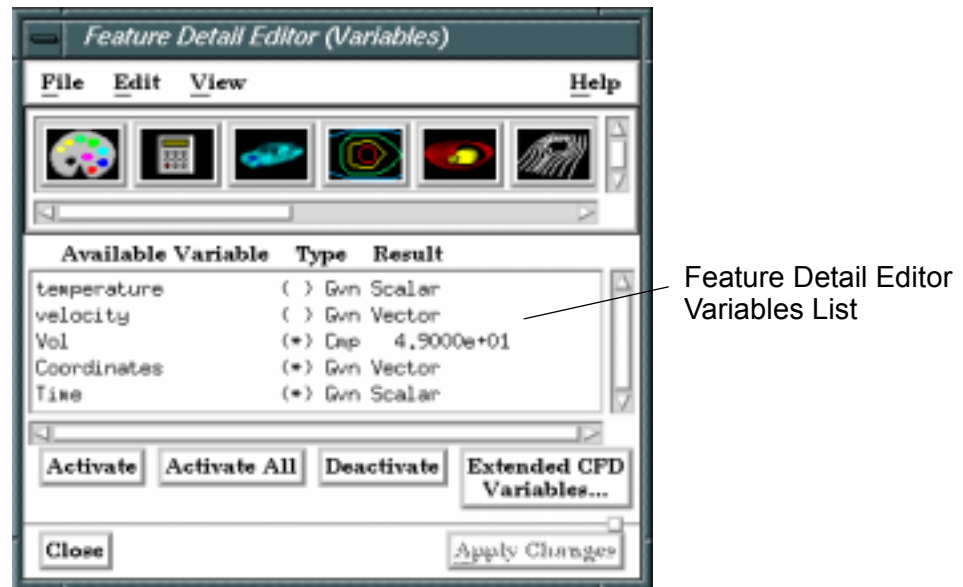 Feature Detail Editor (Variables)
File Edit View Help
Available Variable Type Result
temperature ( ) Gvn Scalar
velocity ( ) Gvn Vector
Vol (*) Cmp 4.9000e+01
Coordinates (*) Gvn Vector
Time (*) Gvn Scalar
Feature Detail Editor
Variables List
Activate Activate All Deactivate Extended CFD
Variables...
Close Apply Changes